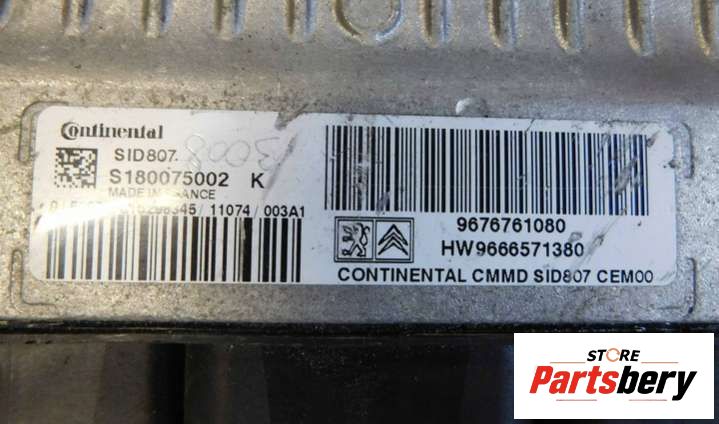 Continental
SID807
S180075002 K
MADE IN FRANCE
/ 11074 / 003A1
9676761080
HW9666571380
CONTINENTAL CMMD SID807 CEM00
STORE
Partsbery